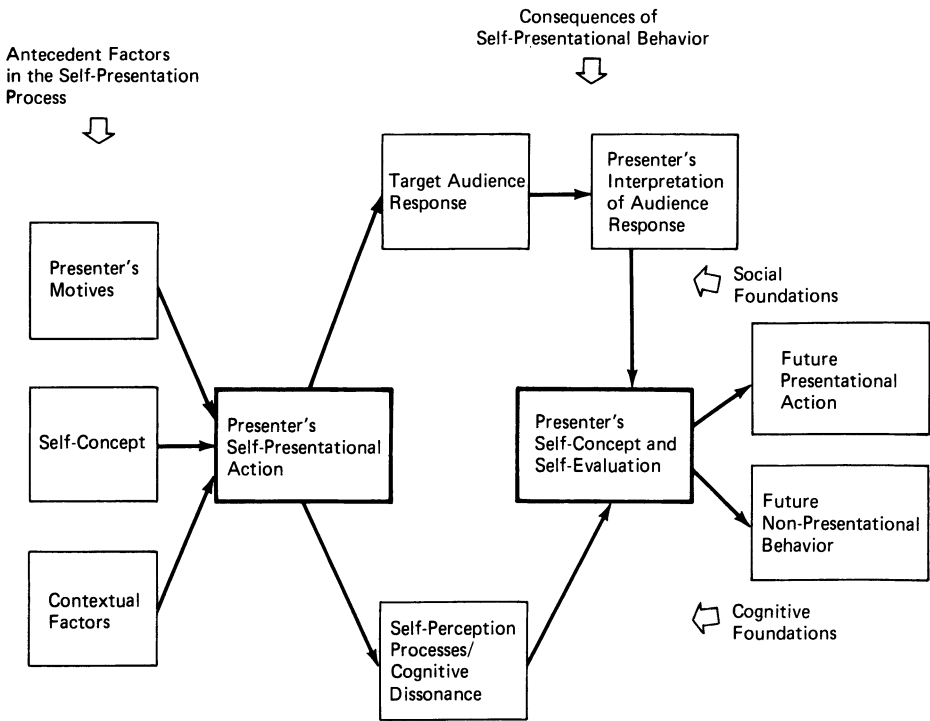 Consequences of
Self-Presentational Behavior
Antecedent Factors
in the Self-Presentation
Process
Target Audience
Response
Presenter's
Interpretation
of Audience
Response
Presenter's
Motives
Social
Foundations
Future
Presentational
Action
Self-Concept
Presenter's
Self-Presentational
Action
Presenter's
Self-Concept and
Self-Evaluation
Future
Non-Presentational
Behavior
Contextual
Factors
Self-Perception
Processes/
Cognitive
Dissonance
Cognitive
Foundations